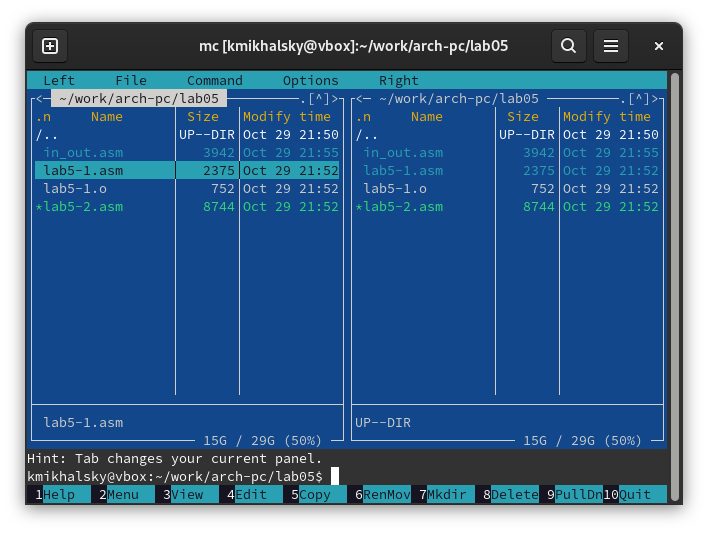 mc [kmikhalsky@vbox]:~/work/arch-pc/lab05
Left File Command Options Right
<─ ~/work/arch-pc/lab05 ─.[^]>
.n Name Size Modify time
/.. UP--DIR Oct 29 21:50
in_out.asm 3942 Oct 29 21:55
lab5-1.asm 2375 Oct 29 21:52
lab5-1.o 752 Oct 29 21:52
*lab5-2.asm 8744 Oct 29 21:52
lab5-1.asm
15G / 29G (50%)
<─ ~/work/arch-pc/lab05 ─.[^]>
.n Name Size Modify time
/.. UP--DIR Oct 29 21:50
in_out.asm 3942 Oct 29 21:55
lab5-1.asm 2375 Oct 29 21:52
lab5-1.o 752 Oct 29 21:52
*lab5-2.asm 8744 Oct 29 21:52
UP--DIR
15G / 29G (50%)
Hint: Tab changes your current panel.
kmikhalsky@vbox:~/work/arch-pc/lab05$
1Help 2Menu 3View 4Edit 5Copy 6RenMov 7Mkdir 8Delete 9PullDn 10Quit